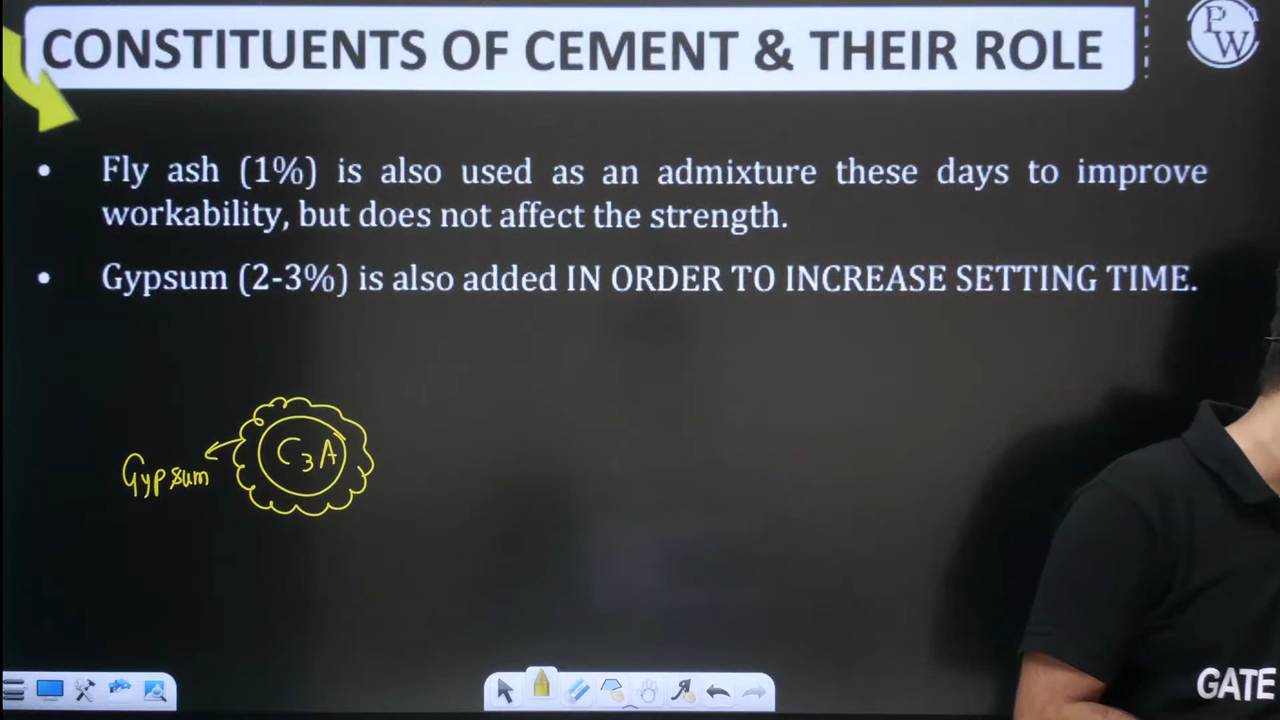 CONSTITUENTS OF CEMENT & THEIR ROLE
PW
• Fly ash (1%) is also used as an admixture these days to improve
workability, but does not affect the strength.
• Gypsum (2-3%) is also added IN ORDER TO INCREASE SETTING TIME.
C3A
Gypsum
GATE